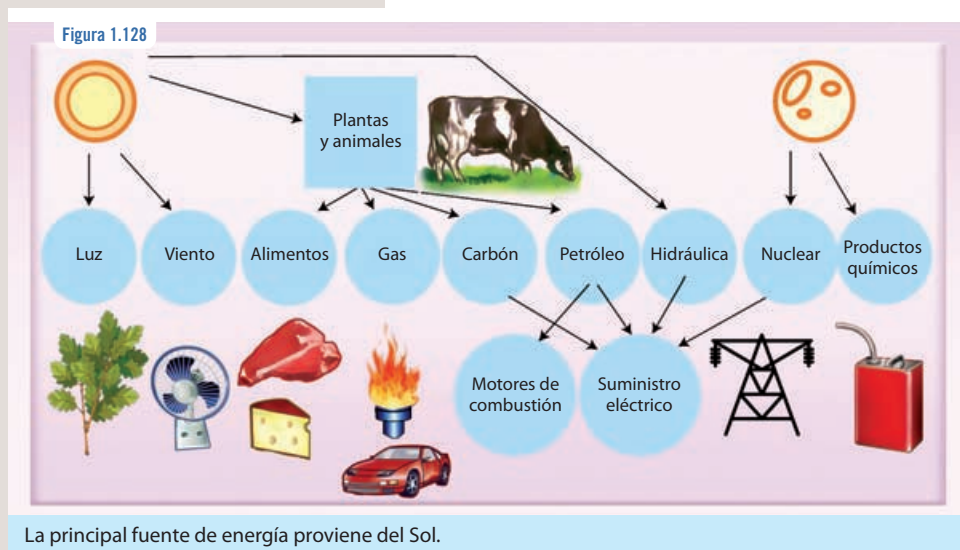 Figura 1.128
Plantas
y animales
Luz
Viento
Alimentos
Gas
Carbón
Petróleo
Hidráulica
Nuclear
Productos
químicos
Motores de
combustión
Suministro
eléctrico
La principal fuente de energía proviene del Sol.